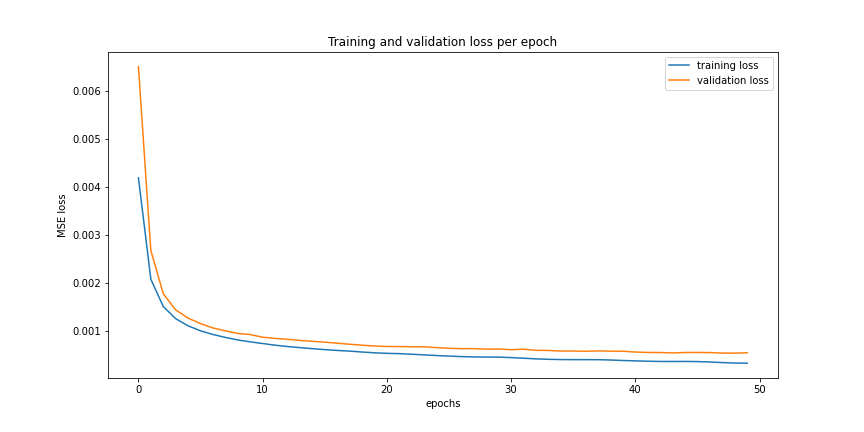 Training and validation loss per epoch
training loss
validation loss
0.006
0.005
0.004
0.003
0.002
0.001
MSE loss
0 10 20 30 40 50
epochs